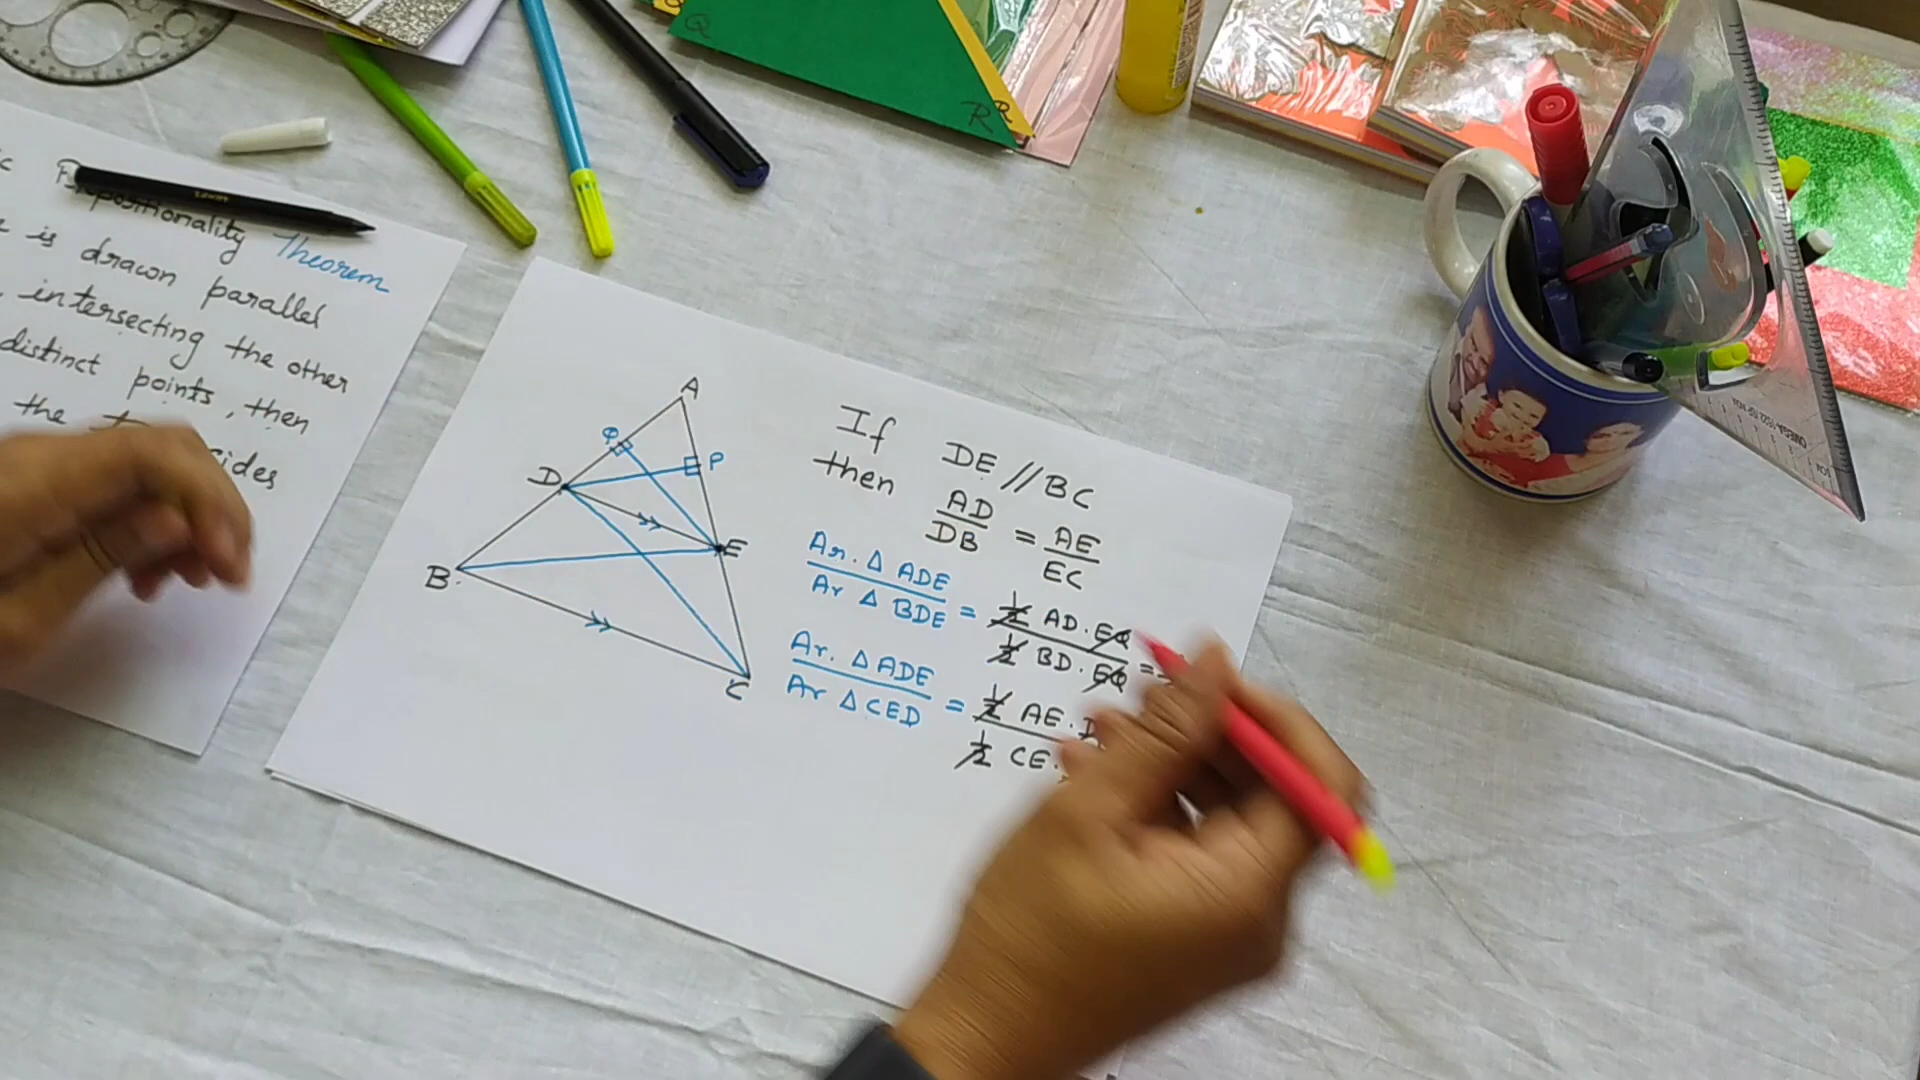 Theorem
is drawn parallel
intersecting the other
distinct points, then
the
Q
R R
A
Q
P
D
E
B
C
If DE // BC
then AD/DB = AE/EC
Ar. Δ ADE / Ar Δ BDE = 1/2 AD. EQ / 1/2 BD. EQ =
Ar. Δ ADE / Ar Δ CED = 1/2 AE. / 1/2 CE.